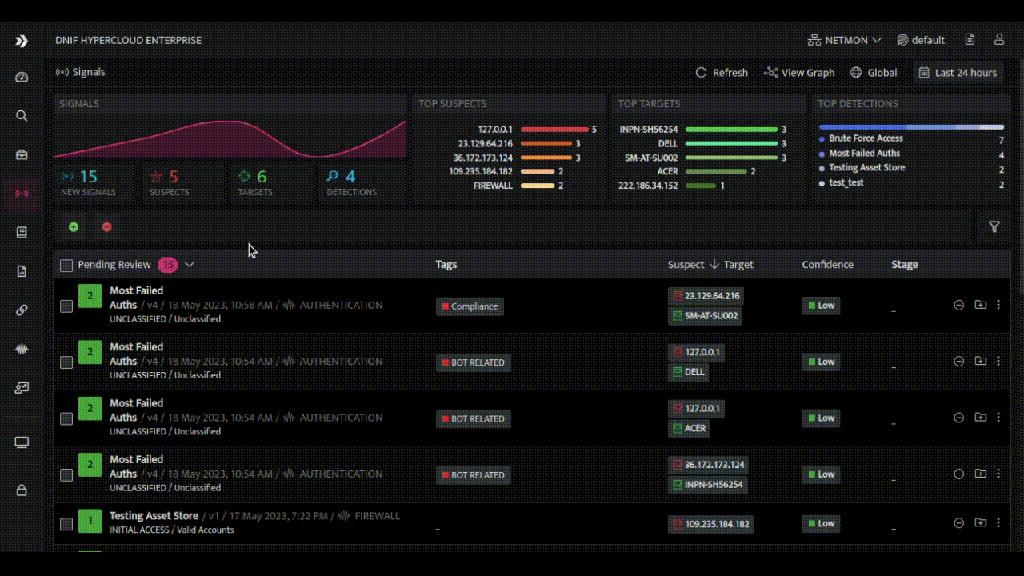 DNIF HYPERCLOUD ENTERPRISE
NETMON
default
Signals
Refresh
View Graph
Global
Last 24 hours
SIGNALS
15
NEW SIGNALS
5
SUSPECTS
6
TARGETS
4
DETECTIONS
TOP SUSPECTS
127.0.0.1 5
23.129.64.216 3
36.172.173.124 3
109.235.184.182 2
FIREWALL 2
TOP TARGETS
INPN-SH56254 3
DELL 3
SM-AT-SU002 3
ACER 2
222.186.34.152 1
TOP DETECTIONS
Brute Force Access 7
Most Failed Auths 4
Testing Asset Store 2
test_test 2
Pending Review 15 Tags Suspect Target Confidence Stage
2 Most Failed
Auths / v4 / 18 May 2023, 10:58 AM / AUTHENTICATION
UNCLASSIFIED / Unclassified
Compliance
23.129.64.216
SM-AT-SU002
Low
_
2 Most Failed
Auths / v4 / 18 May 2023, 10:54 AM / AUTHENTICATION
UNCLASSIFIED / Unclassified
BOT RELATED
127.0.0.1
DELL
Low
_
2 Most Failed
Auths / v4 / 18 May 2023, 10:54 AM / AUTHENTICATION
UNCLASSIFIED / Unclassified
BOT RELATED
127.0.0.1
ACER
Low
_
2 Most Failed
Auths / v4 / 18 May 2023, 10:54 AM / AUTHENTICATION
UNCLASSIFIED / Unclassified
BOT RELATED
36.172.173.124
INPN-SH56254
Low
_
1 Testing Asset Store / v1 / 17 May 2023, 7:22 PM / FIREWALL
INITIAL ACCESS / Valid Accounts
_
109.235.184.182
Low
_